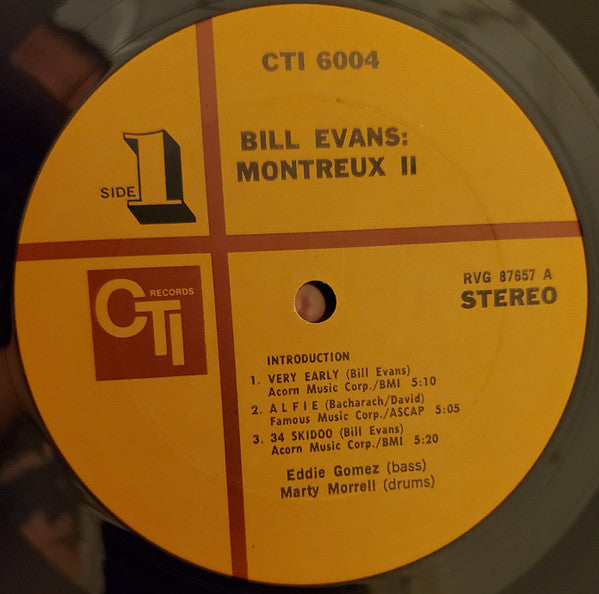 CTI 6004
BILL EVANS:
MONTREUX II
SIDE 1
CTI RECORDS
RVG 87657 A
STEREO
INTRODUCTION
1. VERY EARLY (Bill Evans)
Acorn Music Corp./BMI 5:10
2. ALFIE (Bacharach/David)
Famous Music Corp./ASCAP 5:05
3. 34 SKIDOO (Bill Evans)
Acorn Music Corp./BMI 5:20
Eddie Gomez (bass)
Marty Morrell (drums)